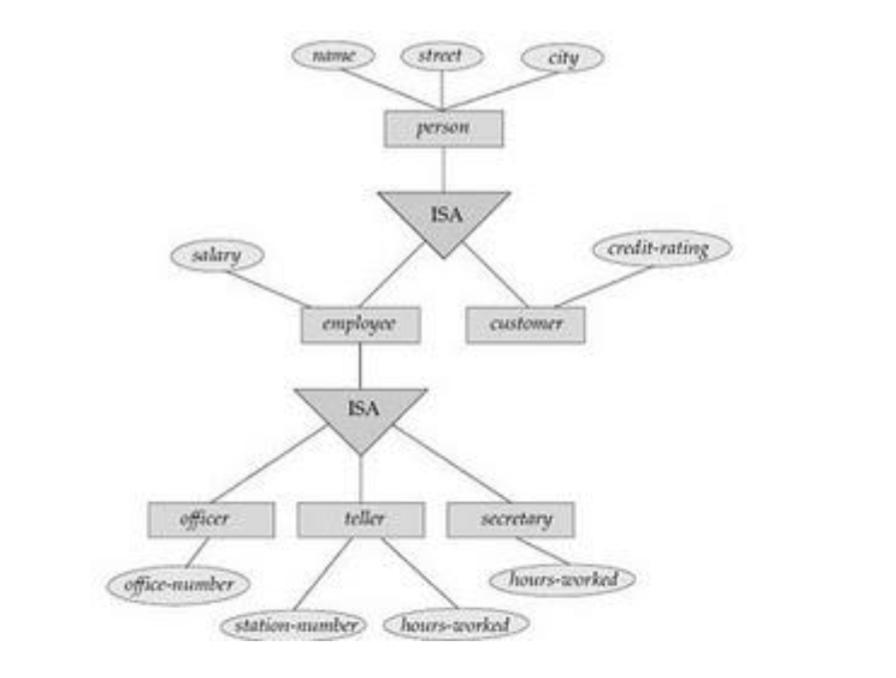 name
street
city
person
ISA
salary
credit-rating
employee
customer
ISA
officer
teller
secretary
office-number
hours-worked
station-number
hours-worked